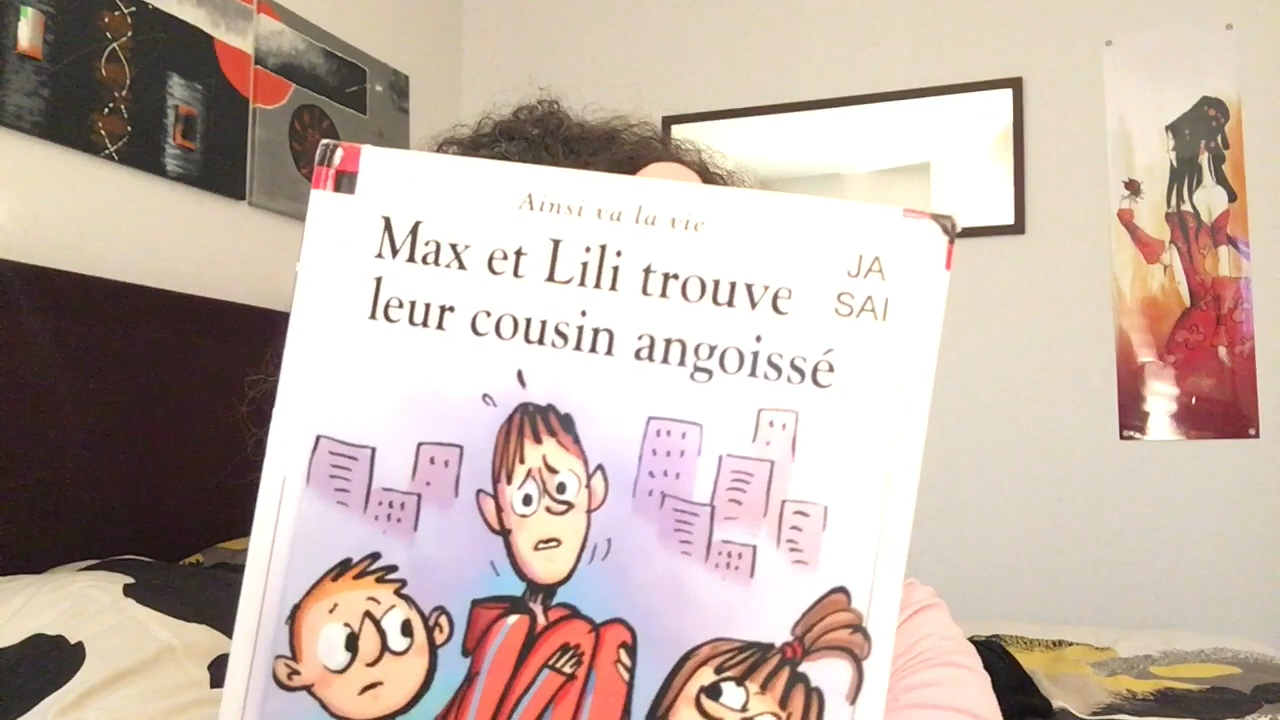 Ainsi va la vie
Max et Lili trouve
leur cousin angoissé
JA
SAI